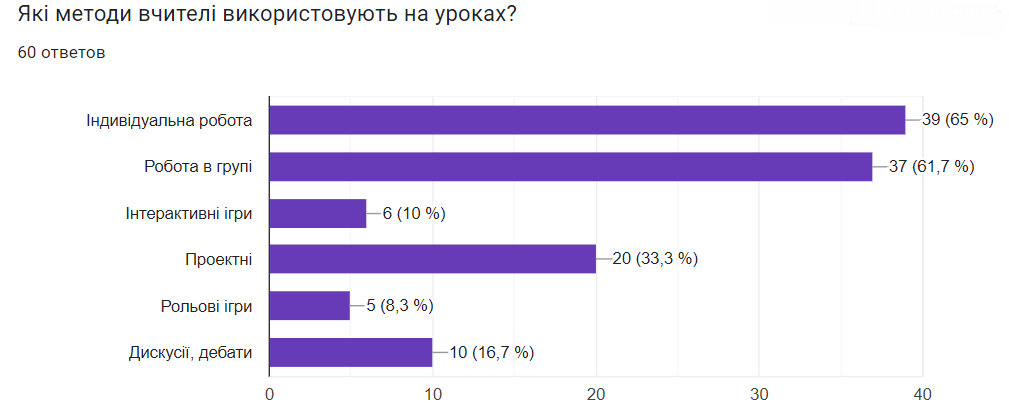 Які методи вчителі використовують на уроках?
60 ответов
Індивідуальна робота 39 (65 %)
Робота в групі 37 (61,7 %)
Інтерактивні ігри 6 (10 %)
Проектні 20 (33,3 %)
Рольові ігри 5 (8,3 %)
Дискусії, дебати 10 (16,7 %)
0 10 20 30 40